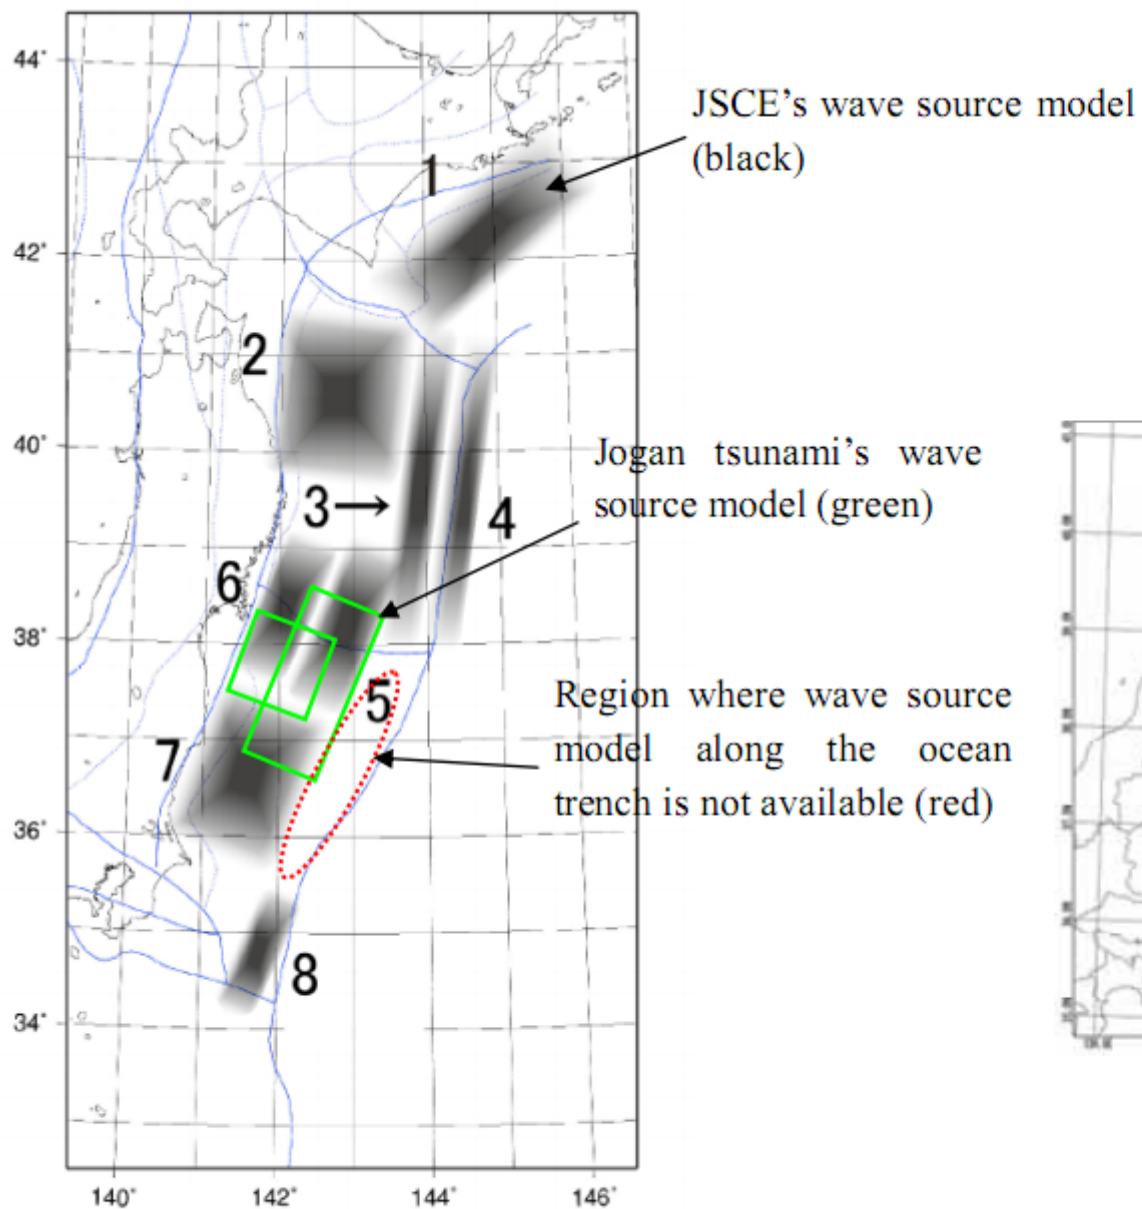 44°
42°
40°
38°
36°
34°
140°
142°
144°
146°
1
2
3→
4
5
6
7
8
JSCE's wave source model
(black)
Jogan tsunami's wave
source model (green)
Region where wave source
model along the ocean
trench is not available (red)